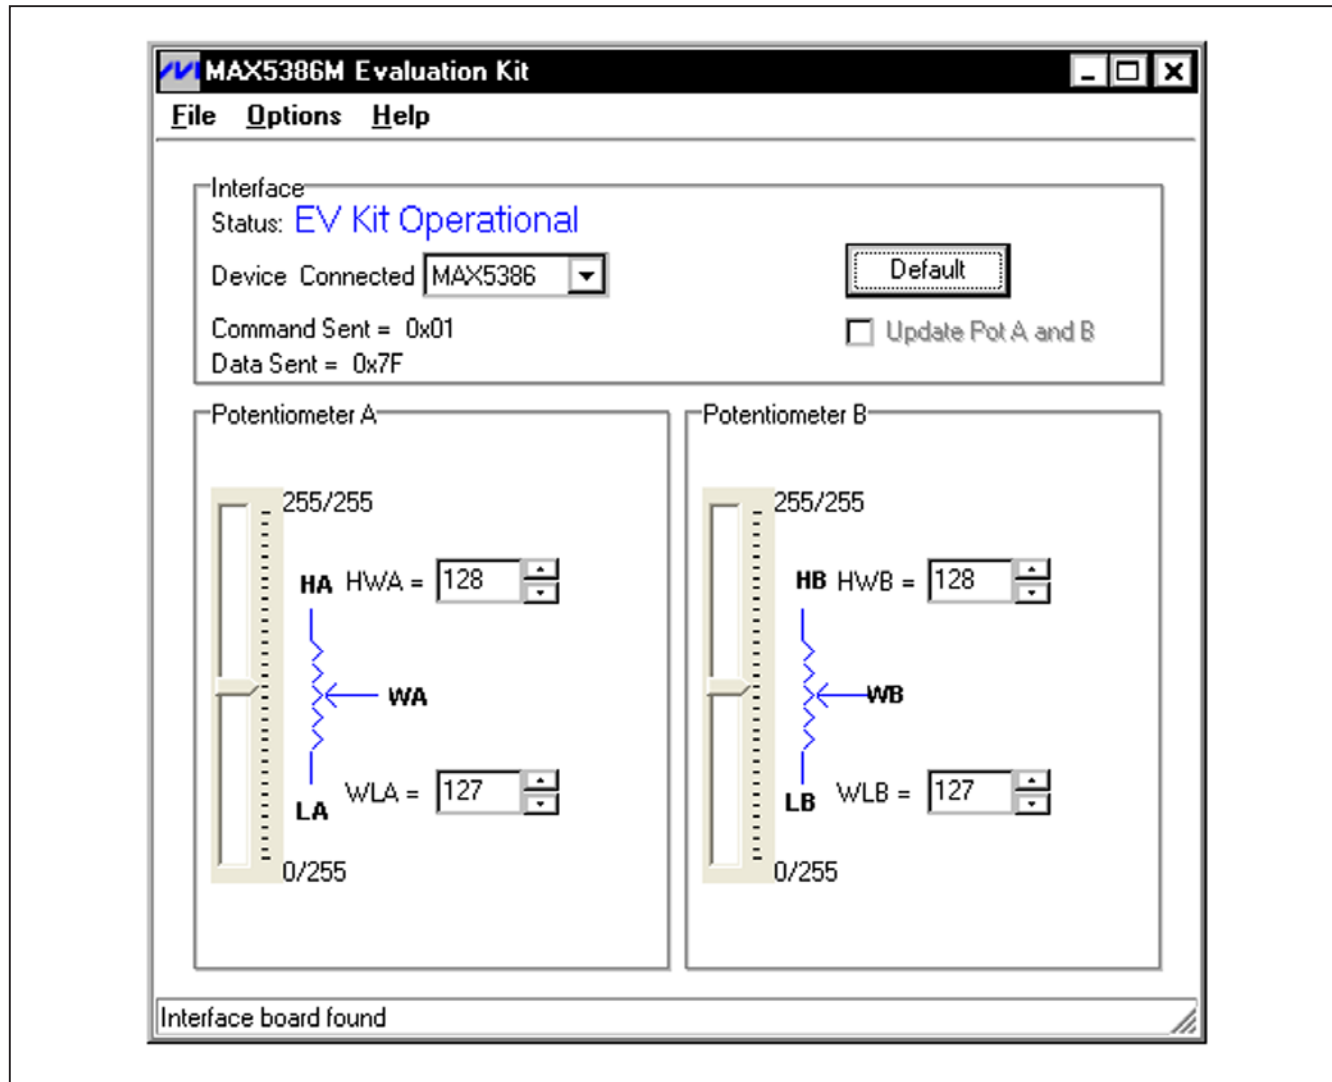 MAX5386M Evaluation Kit
File Options Help
Interface
Status: EV Kit Operational
Device Connected MAX5386
Default
Command Sent = 0x01
Update Pot A and B
Data Sent = 0x7F
Potentiometer A
255/255
HA HWA = 128
WA
WLA = 127
LA
0/255
Potentiometer B
255/255
HB HWB = 128
WB
LB WLB = 127
0/255
Interface board found